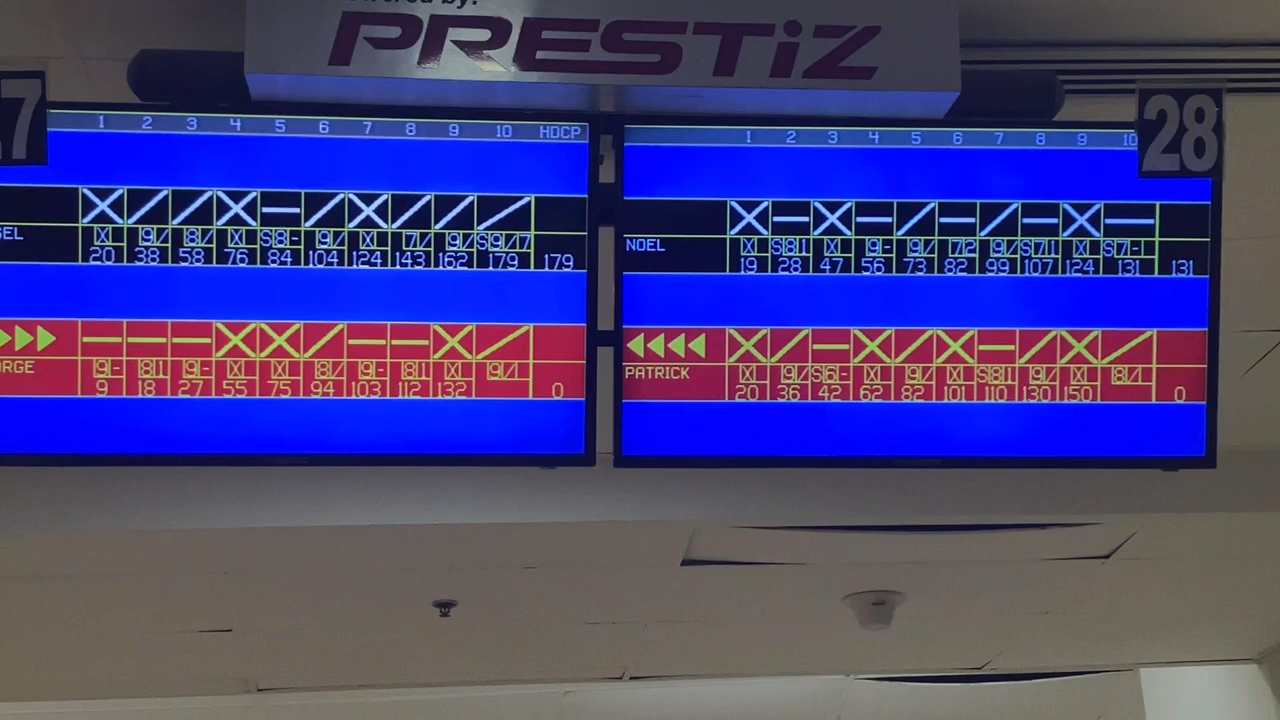 Powered by:
PRESTiZ
7
1 2 3 4 5 6 7 8 9 10 HDCP
X 9/ 8/ X S8- 9/ X 7/ 9/ S9/7
GEL 20 38 58 76 84 104 124 143 162 179 179
9- 81 9- X X 8/ 9- 81 X 9/
ORGE 9 18 27 55 75 94 103 112 132 0
28
1 2 3 4 5 6 7 8 9 10
NOEL X S81 X 9- 9/ 72 9/ S71 X S7-
19 28 47 56 73 82 99 107 124 131 131
PATRICK X 9/ S6- X 9/ X S81 9/ X 8/
20 36 42 62 82 101 110 130 150 0